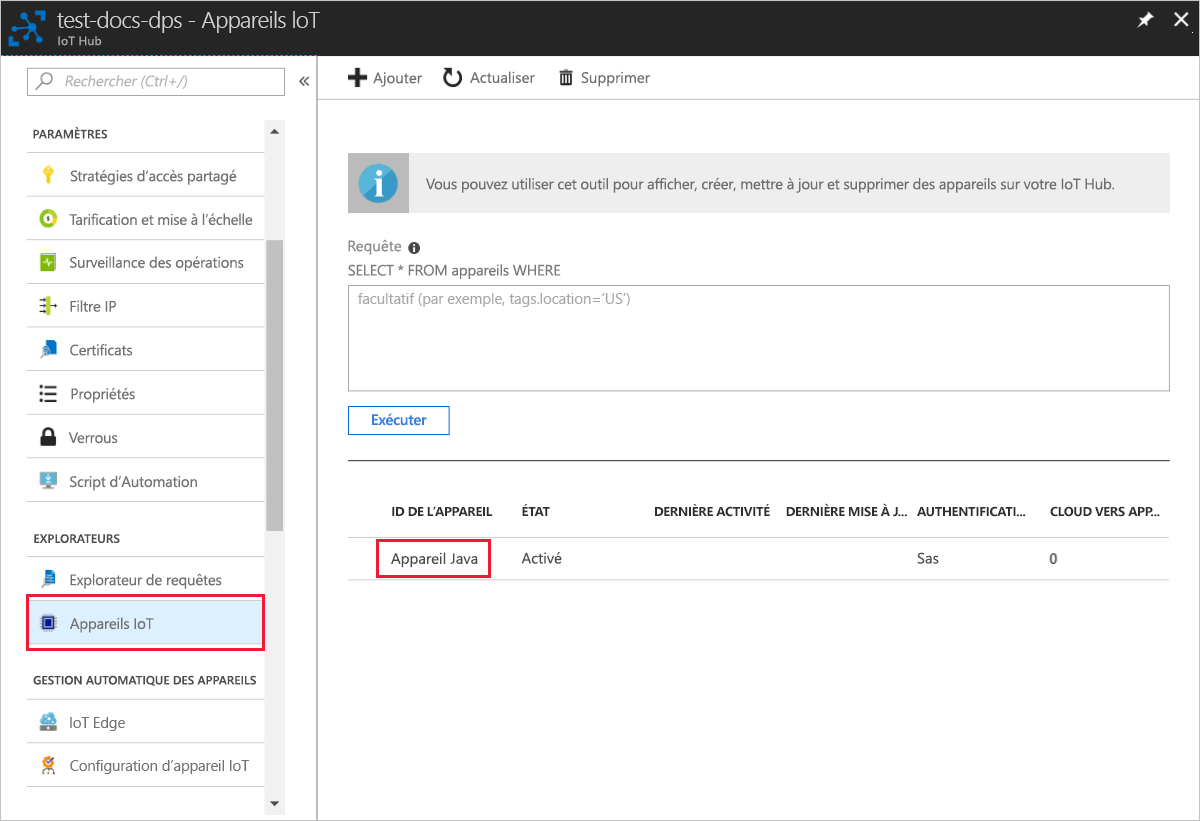 test-docs-dps - Appareils IoT
IoT Hub
Rechercher (Ctrl+/)
PARAMÈTRES
Stratégies d’accès partagé
Tarification et mise à l’échelle
Surveillance des opérations
Filtre IP
Certificats
Propriétés
Verrous
Script d’Automation
EXPLORATEURS
Explorateur de requêtes
Appareils IoT
GESTION AUTOMATIQUE DES APPAREILS
IoT Edge
Configuration d’appareil IoT
Ajouter Actualiser Supprimer
Vous pouvez utiliser cet outil pour afficher, créer, mettre à jour et supprimer des appareils sur votre IoT Hub.
Requête
SELECT * FROM appareils WHERE
facultatif (par exemple, tags.location=’US’)
Exécuter
ID DE L’APPAREIL ÉTAT DERNIÈRE ACTIVITÉ DERNIÈRE MISE À J... AUTHENTIFICATI... CLOUD VERS APP...
Appareil Java Activé Sas 0